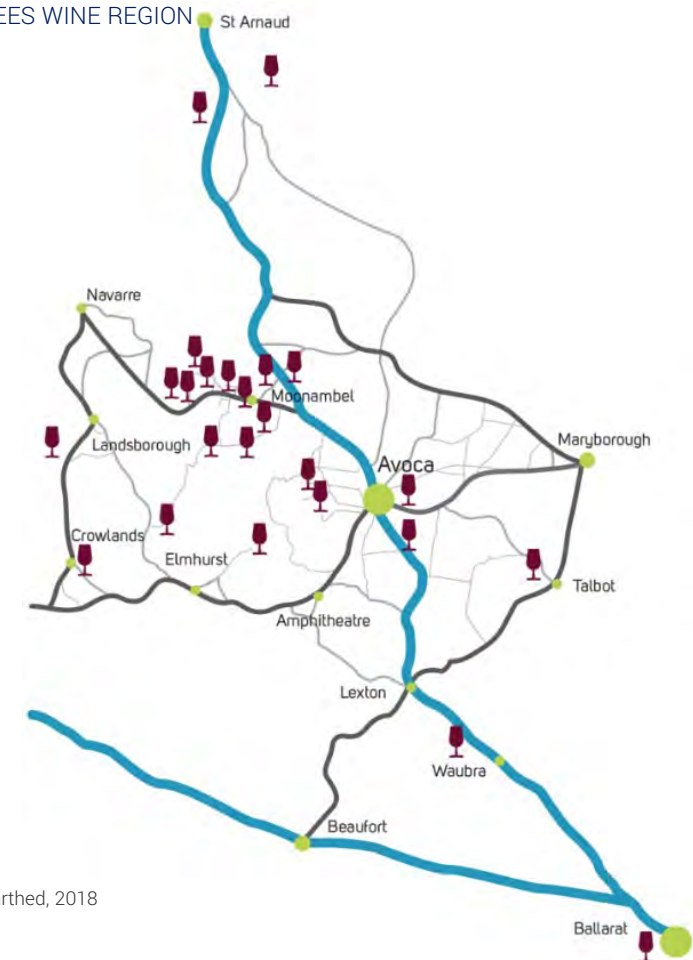 EES WINE REGION
St Arnaud
Navarre
Moonambel
Landsborough
Maryborough
Avoca
Crowlands
Elmhurst
Talbot
Amphitheatre
Lexton
Waubra
Beaufort
rthed, 2018
Ballarat